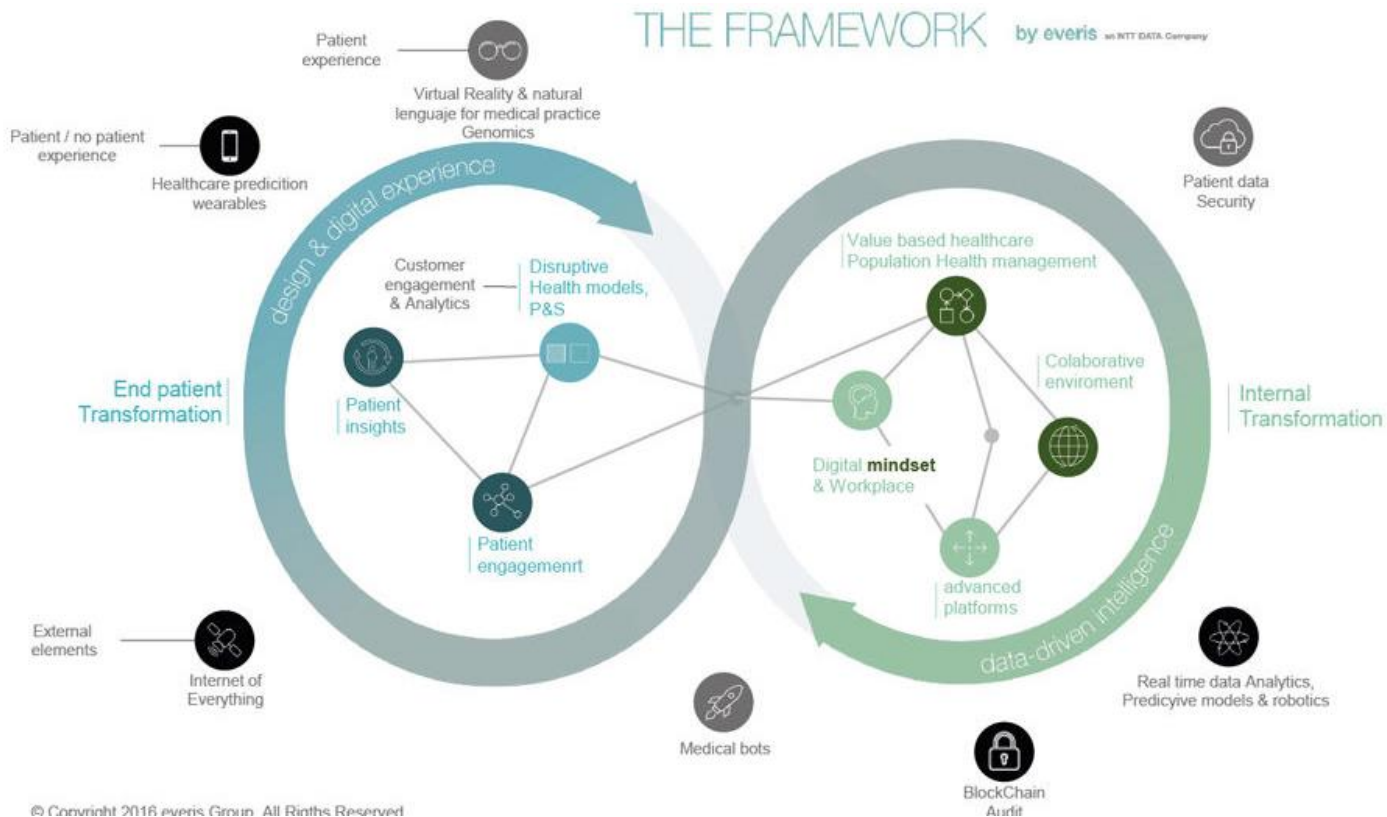 THE FRAMEWORK by everis an NTT DATA Company
Patient
experience
Virtual Reality & natural
lenguaje for medical practice
Genomics
Patient / no patient
experience
Healthcare predicition
wearables
Patient data
Security
design & digital experience
Customer
engagement
& Analytics
Disruptive
Health models,
P&S
Value based healthcare
Population Health management
Colaborative
enviroment
End patient
Transformation
Patient
insights
Internal
Transformation
Digital mindset
& Workplace
Patient
engagemenrt
advanced
platforms
data-driven intelligence
External
elements
Internet of
Everything
Real time data Analytics,
Predicyive models & robotics
Medical bots
BlockChain
Audit
© Copyright 2016 everis Group. All Rigths Reserved